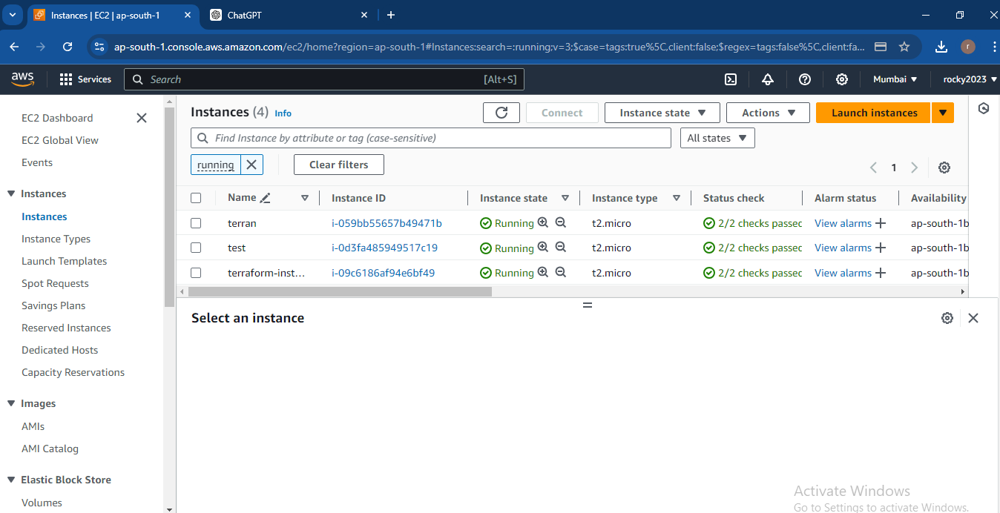 Instances | EC2 | ap-south-1
ChatGPT
ap-south-1.console.aws.amazon.com/ec2/home?region=ap-south-1#Instances:search=:running;v=3;$case=tags:true%5C,client:false;$regex=tags:false%5C,client:fa...
r
aws
Services
Search
[Alt+S]
Mumbai
rocky2023
EC2 Dashboard
EC2 Global View
Events
Instances
Instances
Instance Types
Launch Templates
Spot Requests
Savings Plans
Reserved Instances
Dedicated Hosts
Capacity Reservations
Images
AMIs
AMI Catalog
Elastic Block Store
Volumes
Instances (4) Info
Connect
Instance state
Actions
Launch instances
Find Instance by attribute or tag (case-sensitive)
All states
running
Clear filters
1
Name Instance ID Instance state Instance type Status check Alarm status Availability
terran i-059bb55657b49471b Running t2.micro 2/2 checks passec View alarms ap-south-1b
test i-0d3fa485949517c19 Running t2.micro 2/2 checks passec View alarms ap-south-1b
terraform-inst... i-09c6186af94e6bf49 Running t2.micro 2/2 checks passec View alarms ap-south-1b
Select an instance
Activate Windows
Go to Settings to activate Windows.